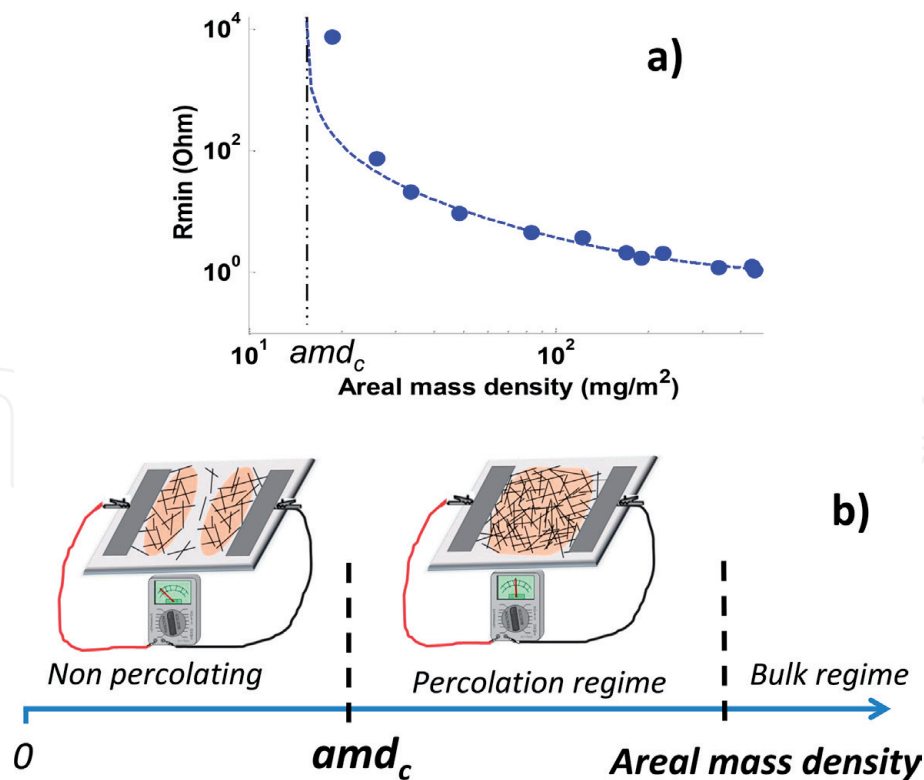 10^4
a)
10^2
10^0
Rmin (Ohm)
10^1
amd_c
10^2
Areal mass density (mg/m^2)
b)
Non percolating
Percolation regime
Bulk regime
0
amd_c
Areal mass density